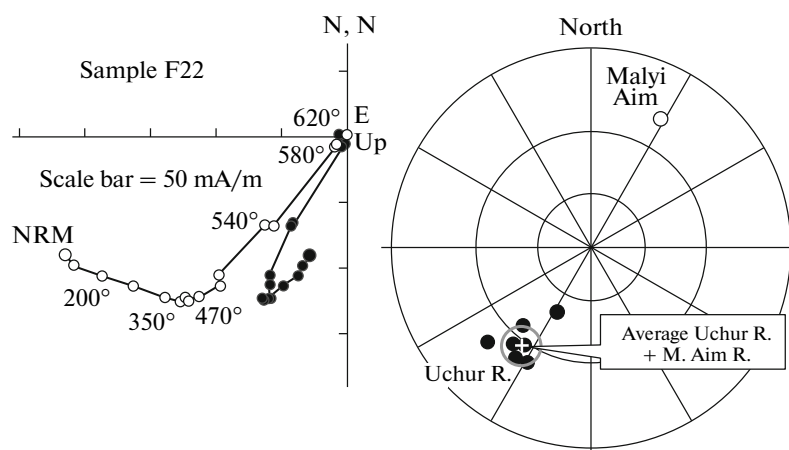 N, N
Sample F22
620°
E
Up
580°
Scale bar = 50 mA/m
540°
NRM
200°
350°
470°
North
Malyi
Aim
Average Uchur R.
+ M. Aim R.
Uchur R.